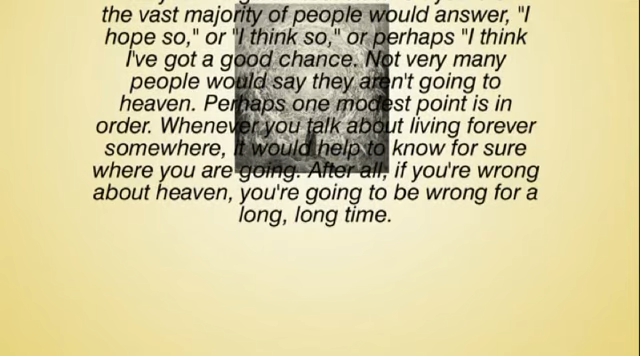 the vast majority of people would answer, "I
hope so," or "I think so," or perhaps "I think
I've got a good chance. Not very many
people would say they aren't going to
heaven. Perhaps one modest point is in
order. Whenever you talk about living forever
somewhere, it would help to know for sure
where you are going. After all, if you're wrong
about heaven, you're going to be wrong for a
long, long time.